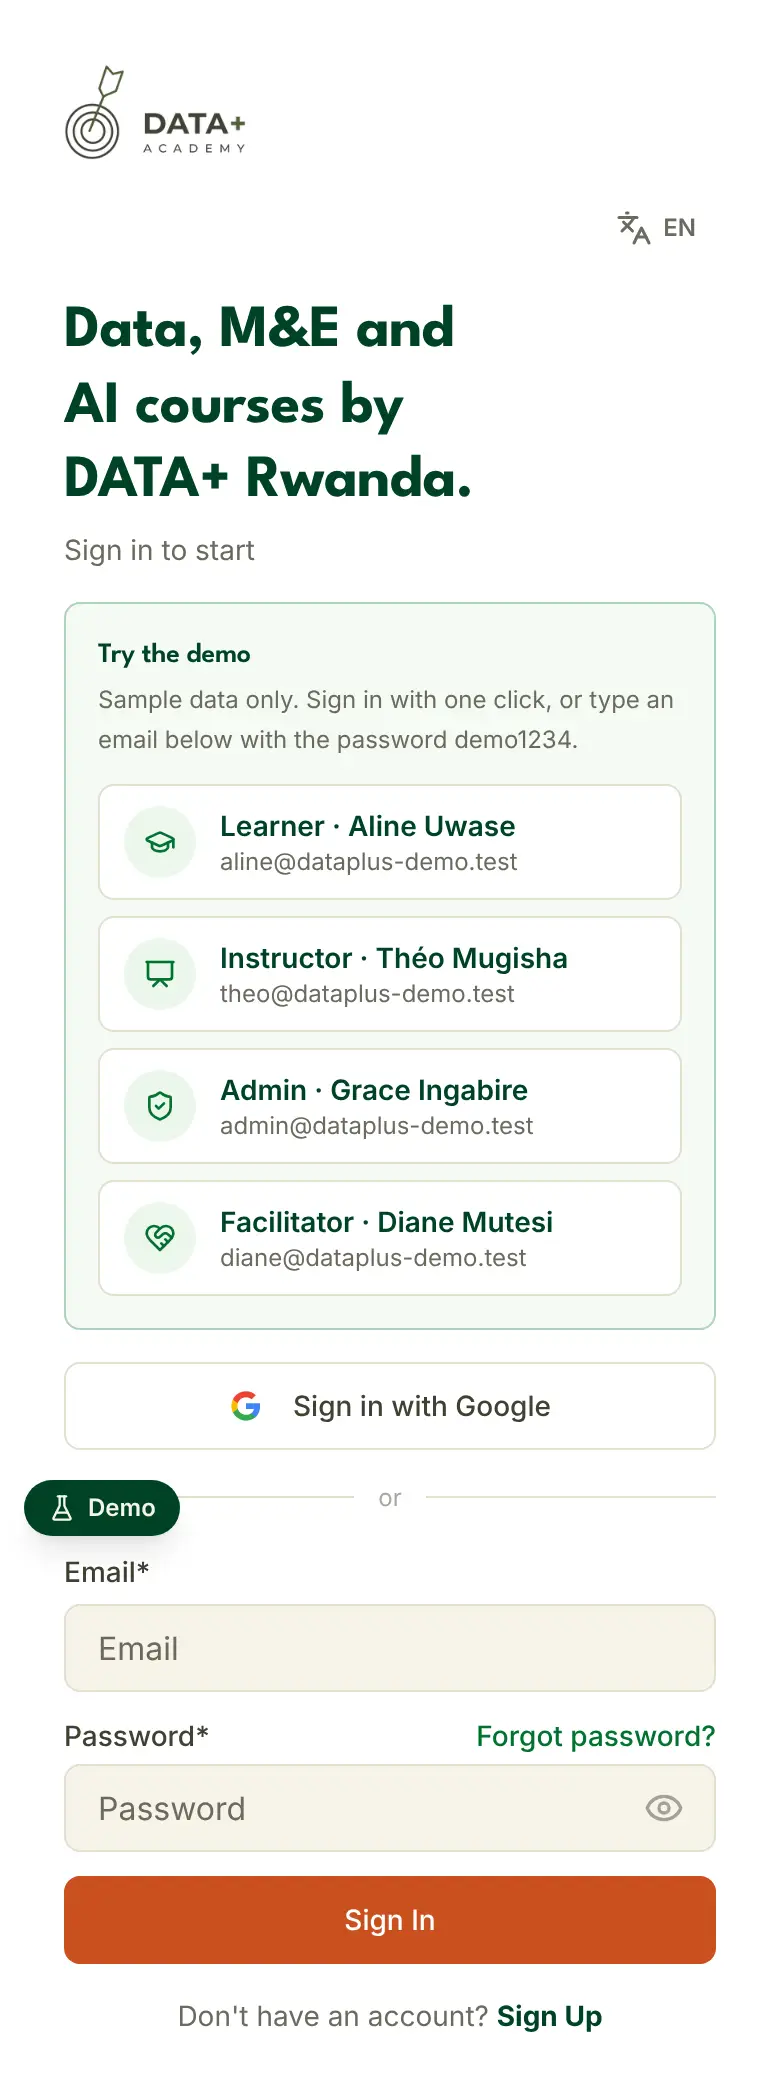 DATA+
ACADEMY
EN
Data, M&E and
AI courses by
DATA+ Rwanda.
Sign in to start
Try the demo
Sample data only. Sign in with one click, or type an
email below with the password demo1234.
Learner · Aline Uwase
aline@dataplus-demo.test
Instructor · Théo Mugisha
theo@dataplus-demo.test
Admin · Grace Ingabire
admin@dataplus-demo.test
Facilitator · Diane Mutesi
diane@dataplus-demo.test
Sign in with Google
or
Demo
Email*
Email
Password*
Forgot password?
Password
Sign In
Don't have an account? Sign Up